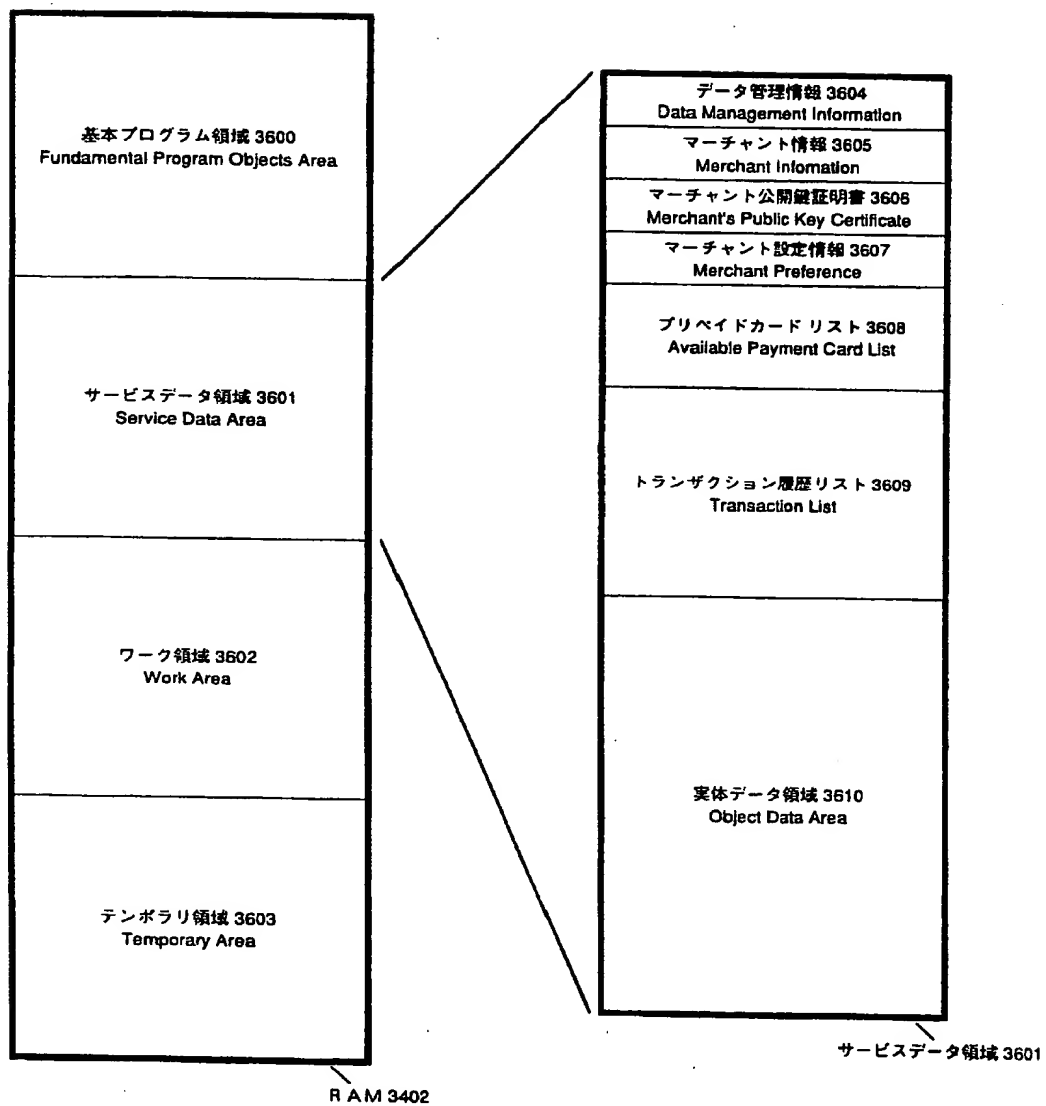 基本プログラム領域 3600
Fundamental Program Objects Area
サービスデータ領域 3601
Service Data Area
ワーク領域 3602
Work Area
テンポラリ領域 3603
Temporary Area
RAM 3402
データ管理情報 3604
Data Management Information
マーチャント情報 3605
Merchant Infomation
マーチャント公開鍵証明書 3606
Merchant's Public Key Certificate
マーチャント設定情報 3607
Merchant Preference
プリペイドカード リスト 3608
Available Payment Card List
トランザクション履歴リスト 3609
Transaction List
実体データ領域 3610
Object Data Area
サービスデータ領域 3601